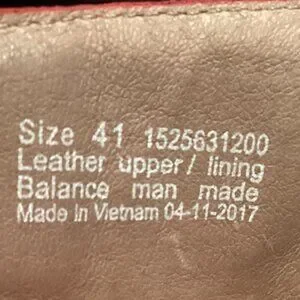 Size 41 1525631200
Leather upper/ lining
Balance man made
Made In Vietnam 04-11-2017